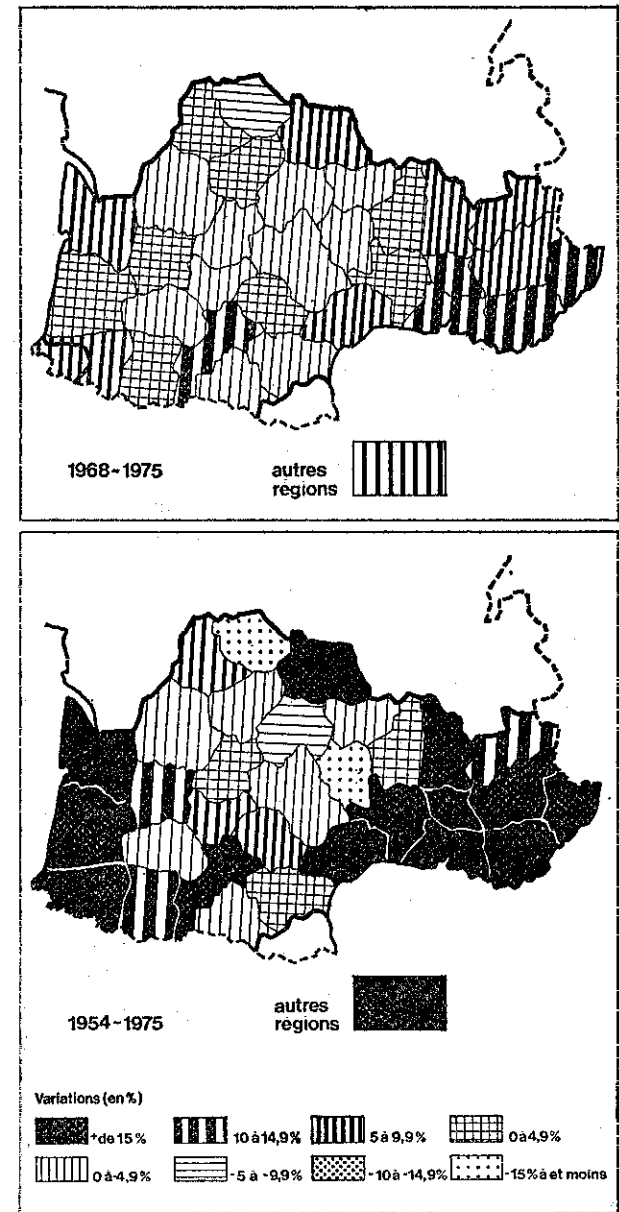 1968-1975
autres
régions
1954-1975
autres
régions
Variations (en %)
+de 15%
10 à 14,9%
5 à 9,9%
0 à 4,9%
0 à -4,9%
-5 à -9,9%
-10 à -14,9%
-15% à et moins